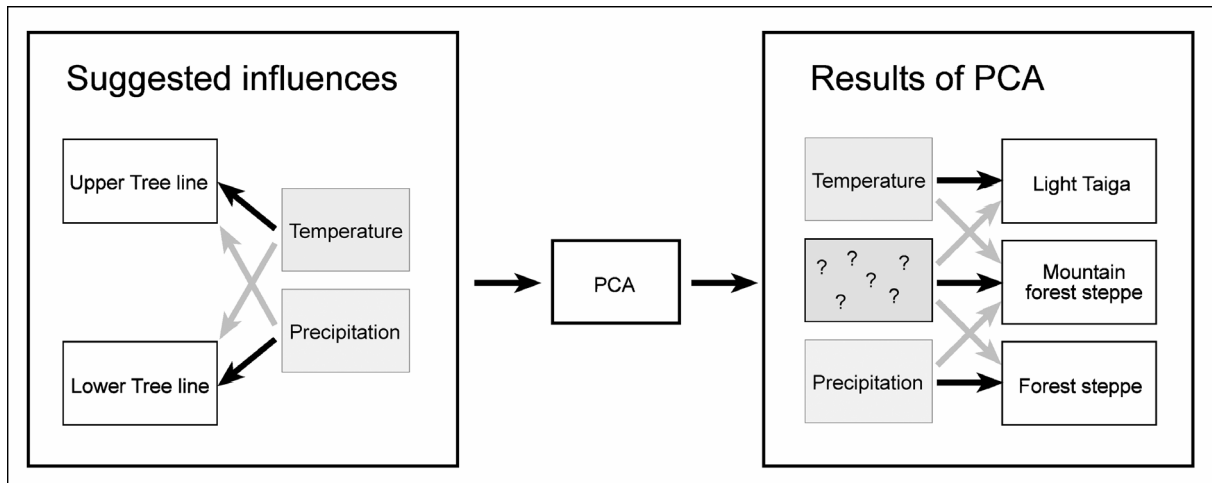 Suggested influences
Upper Tree line
Temperature
Precipitation
Lower Tree line
PCA
Results of PCA
Temperature
Light Taiga
? ? ?
? ? ?
Mountain
forest steppe
Precipitation
Forest steppe